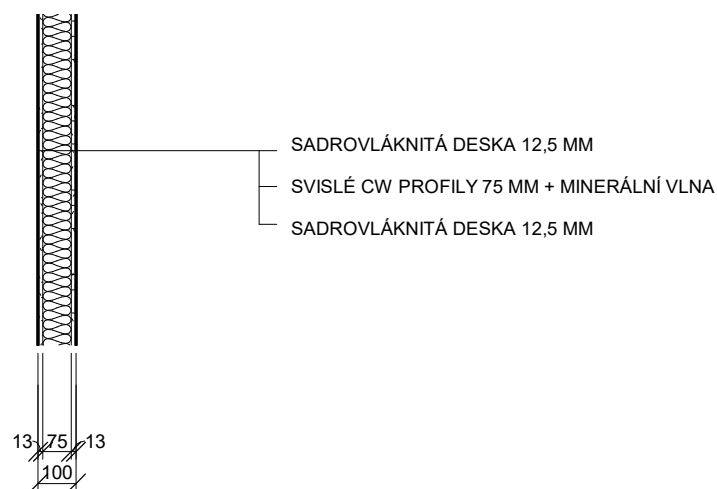 SADROVLÁKNITÁ DESKA 12,5 MM
SVISLÉ CW PROFILY 75 MM + MINERÁLNÍ VLNA
SADROVLÁKNITÁ DESKA 12,5 MM
13 75 13
100